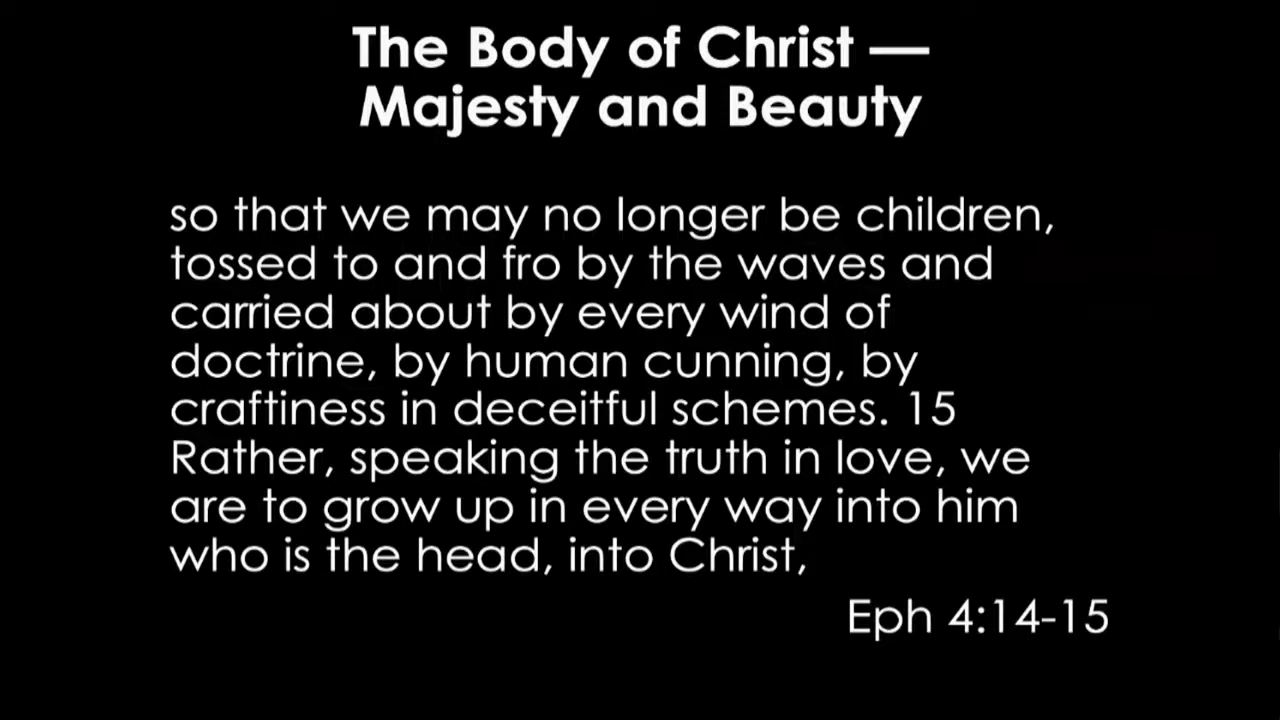 The Body of Christ —
Majesty and Beauty
so that we may no longer be children,
tossed to and fro by the waves and
carried about by every wind of
doctrine, by human cunning, by
craftiness in deceitful schemes. 15
Rather, speaking the truth in love, we
are to grow up in every way into him
who is the head, into Christ,
Eph 4:14-15